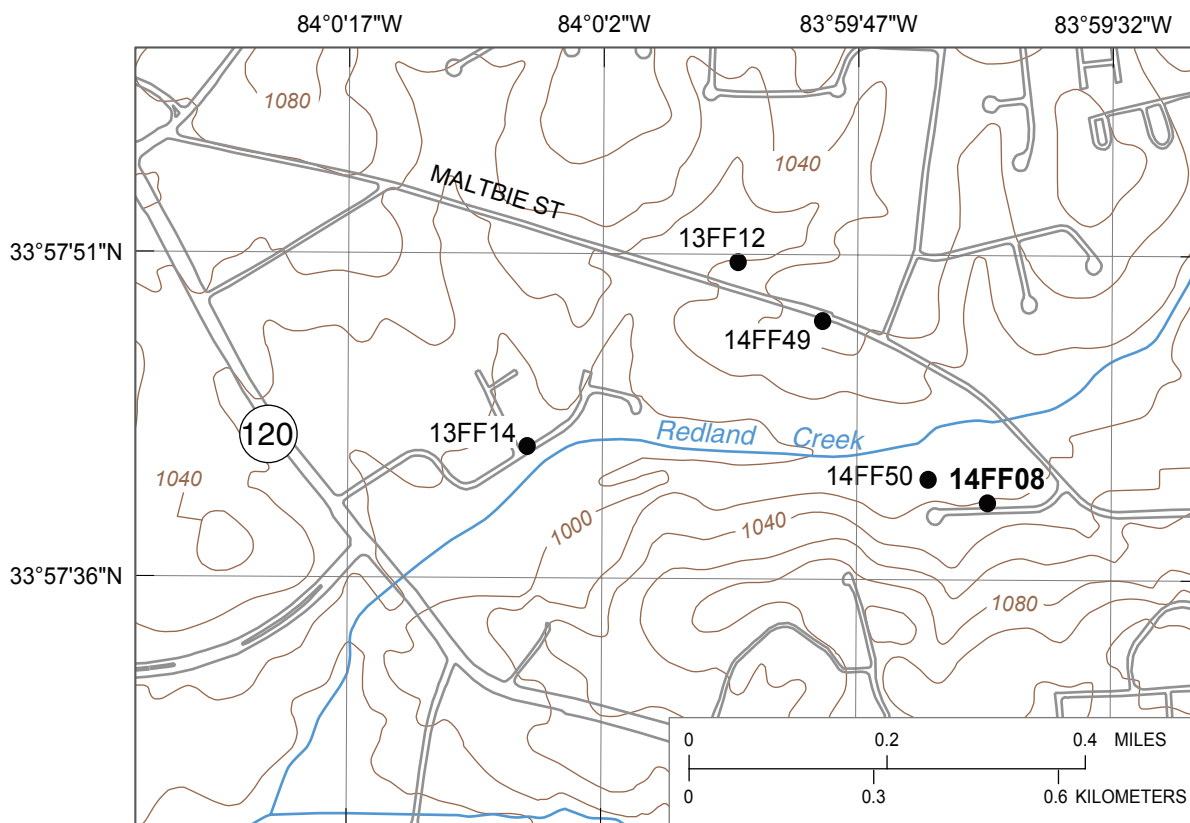 84°0'17"W
84°0'2"W
83°59'47"W
83°59'32"W
1080
1040
MALTBIE ST
33°57'51"N
13FF12
14FF49
120
13FF14
Redland Creek
1040
14FF50
14FF08
1000
1040
33°57'36"N
1080
0 0.2 0.4 MILES
0 0.3 0.6 KILOMETERS